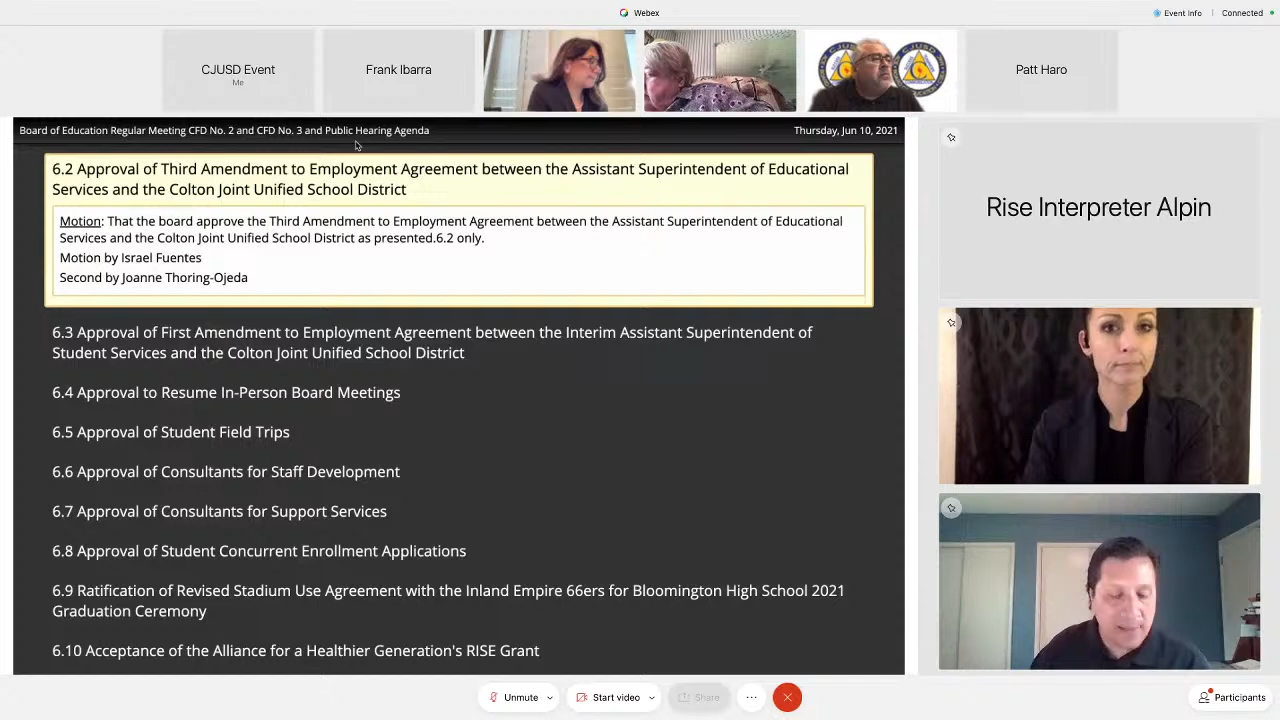 Webex
Event Info
Connected
CJUSD Event
Me
Frank Ibarra
CJUSD
CJUSD
Patt Haro
Board of Education Regular Meeting CFD No. 2 and CFD No. 3 and Public Hearing Agenda
Thursday, Jun 10, 2021
6.2 Approval of Third Amendment to Employment Agreement between the Assistant Superintendent of Educational
Services and the Colton Joint Unified School District
Motion: That the board approve the Third Amendment to Employment Agreement between the Assistant Superintendent of Educational
Services and the Colton Joint Unified School District as presented.6.2 only.
Motion by Israel Fuentes
Second by Joanne Thoring-Ojeda
6.3 Approval of First Amendment to Employment Agreement between the Interim Assistant Superintendent of
Student Services and the Colton Joint Unified School District
6.4 Approval to Resume In-Person Board Meetings
6.5 Approval of Student Field Trips
6.6 Approval of Consultants for Staff Development
6.7 Approval of Consultants for Support Services
6.8 Approval of Student Concurrent Enrollment Applications
6.9 Ratification of Revised Stadium Use Agreement with the Inland Empire 66ers for Bloomington High School 2021
Graduation Ceremony
6.10 Acceptance of the Alliance for a Healthier Generation's RISE Grant
Rise Interpreter Alpin
Unmute
Start video
Share
Participants